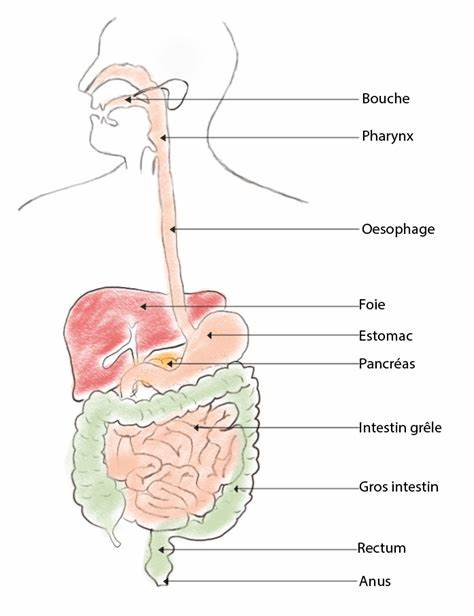 Bouche
Pharynx
Oesophage
Foie
Estomac
Pancréas
Intestin grêle
Gros intestin
Rectum
Anus